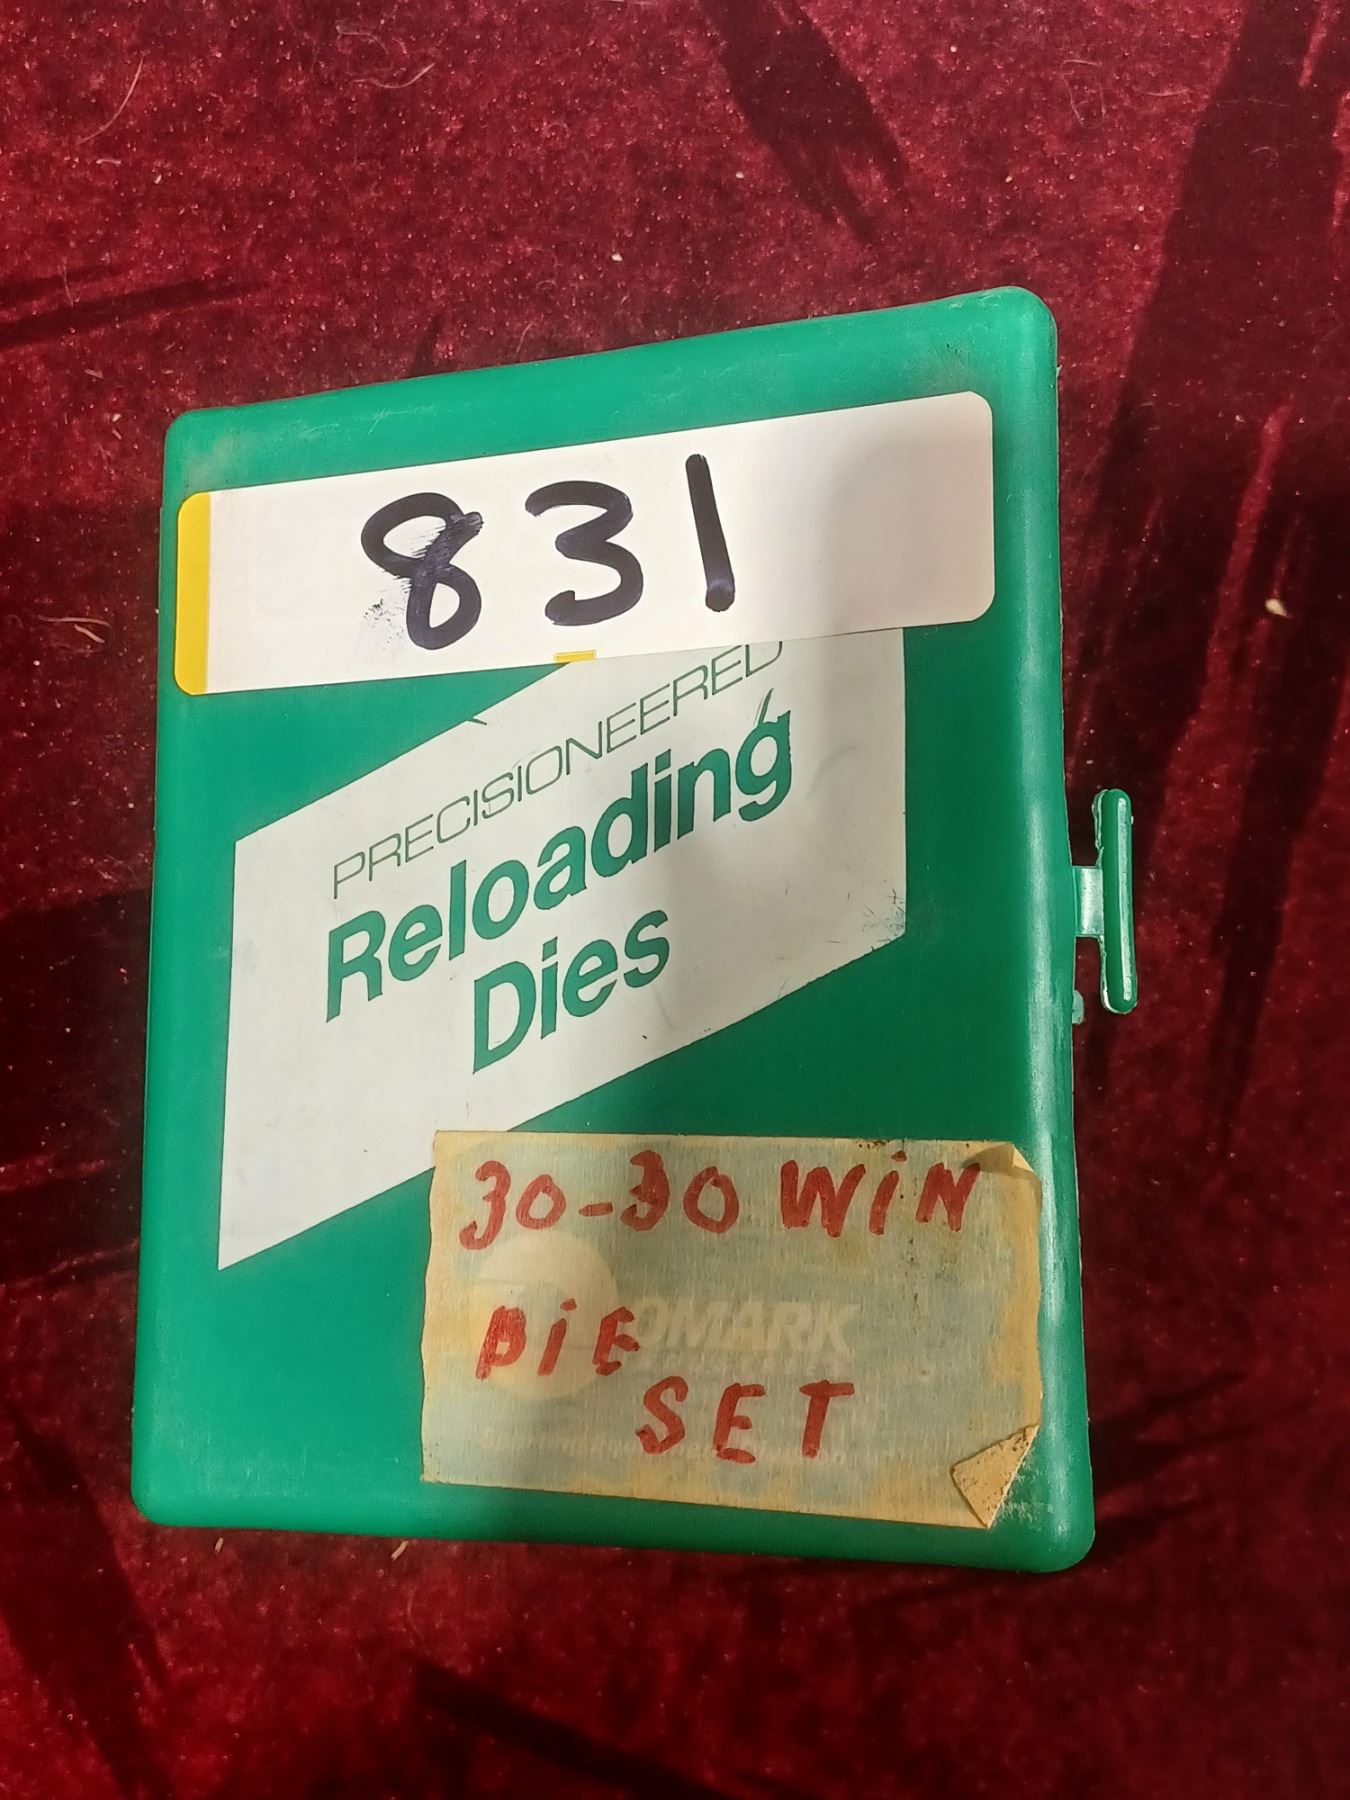 831
PRECISIONEERED
Reloading
Dies
30-30 WiN
DiE
SET